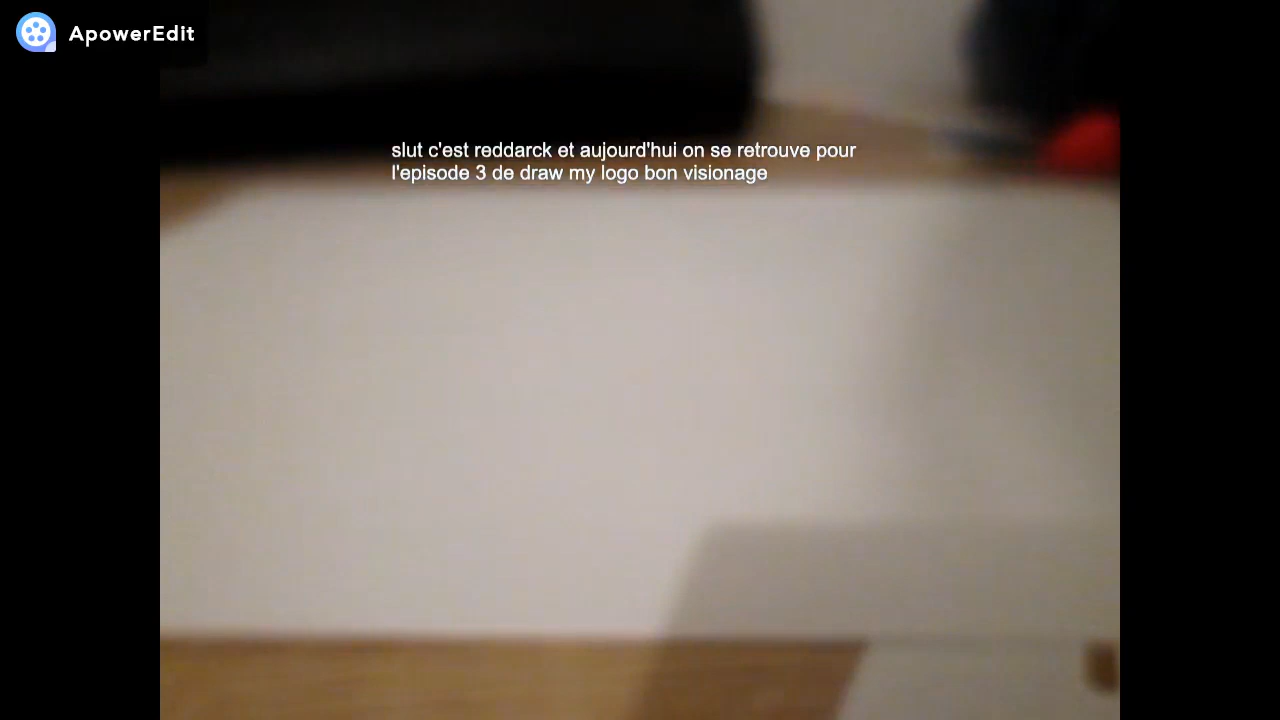 ApowerEdit
slut c'est reddarck et aujourd'hui on se retrouve pour
l'episode 3 de draw my logo bon visionage